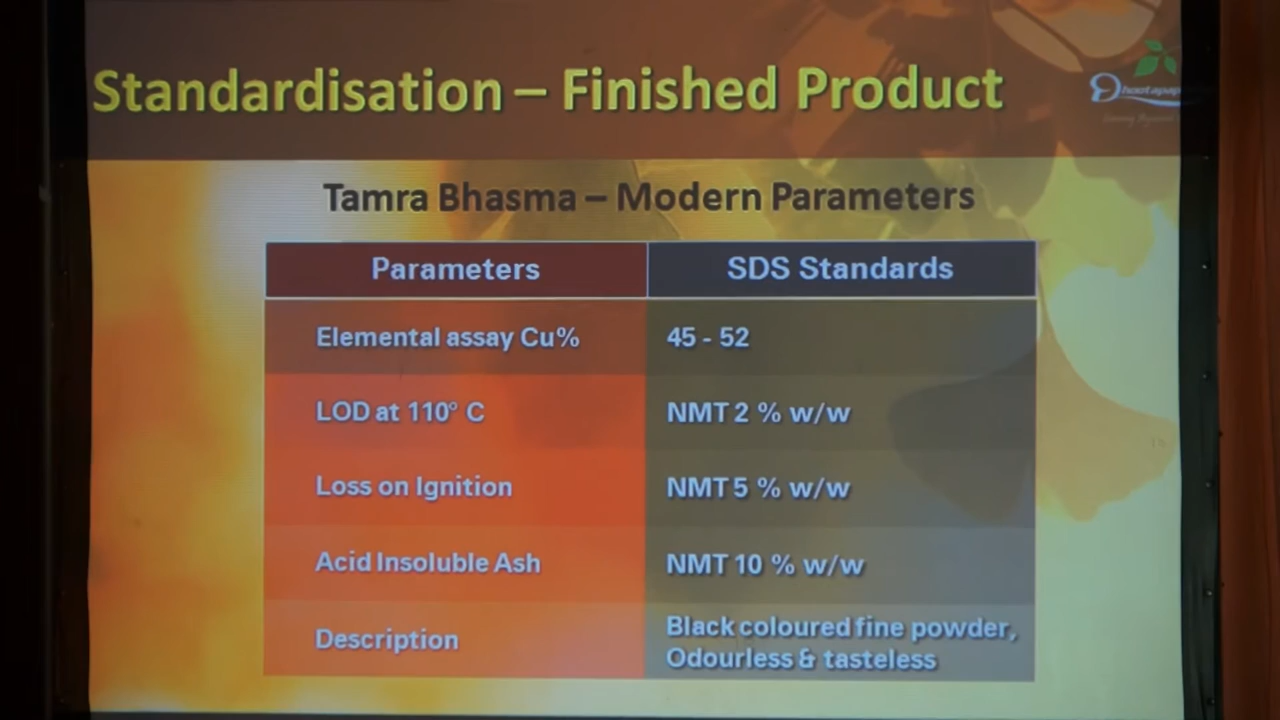 Standardisation – Finished Product
Tamra Bhasma – Modern Parameters
Parameters SDS Standards
Elemental assay Cu% 45 - 52
LOD at 110° C NMT 2 % w/w
Loss on Ignition NMT 5 % w/w
Acid Insoluble Ash NMT 10 % w/w
Description Black coloured fine powder,
Odourless & tasteless